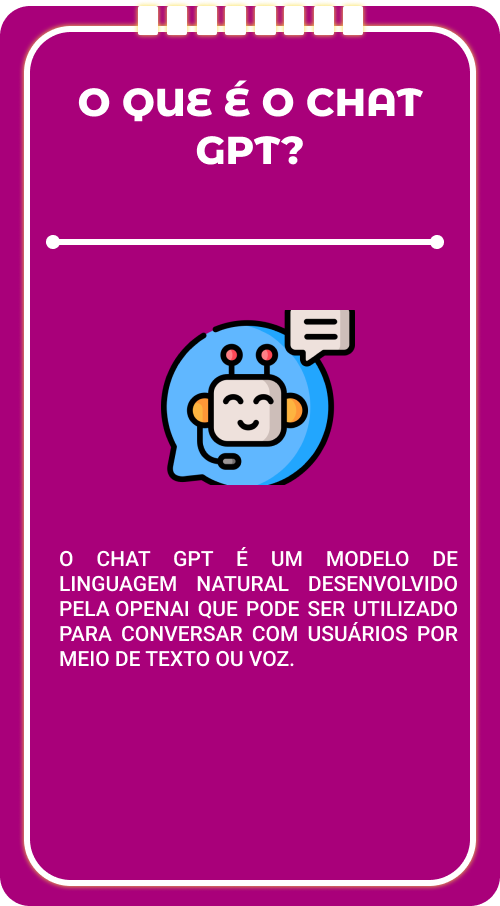 O QUE É O CHAT
GPT?
O CHAT GPT É UM MODELO DE
LINGUAGEM NATURAL DESENVOLVIDO
PELA OPENAI QUE PODE SER UTILIZADO
PARA CONVERSAR COM USUÁRIOS POR
MEIO DE TEXTO OU VOZ.